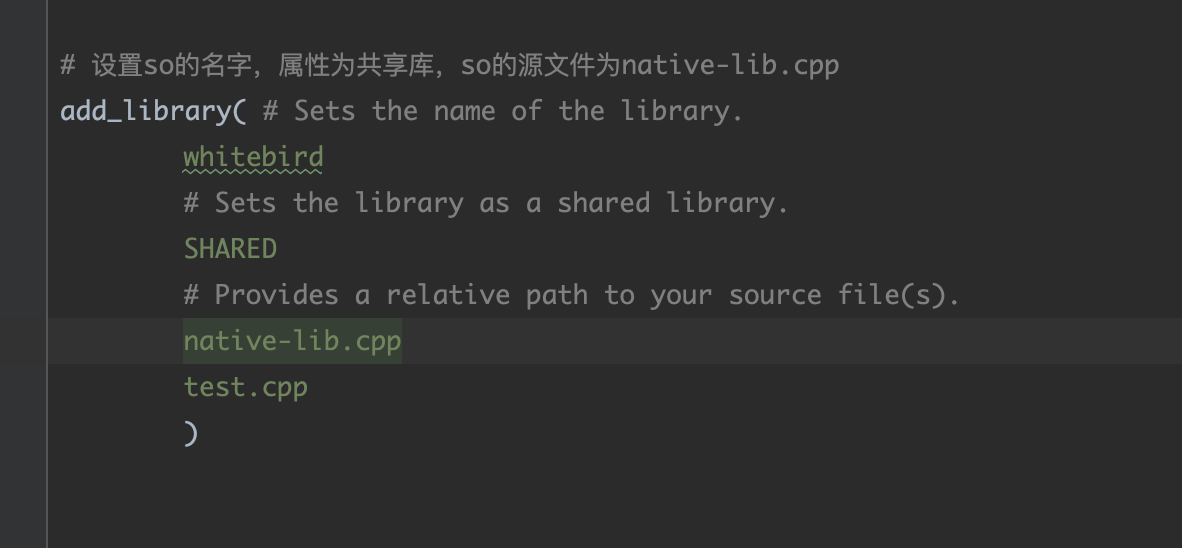 # 设置so的名字，属性为共享库，so的源文件为native-lib.cpp
add_library( # Sets the name of the library.
whitebird
# Sets the library as a shared library.
SHARED
# Provides a relative path to your source file(s).
native-lib.cpp
test.cpp
)